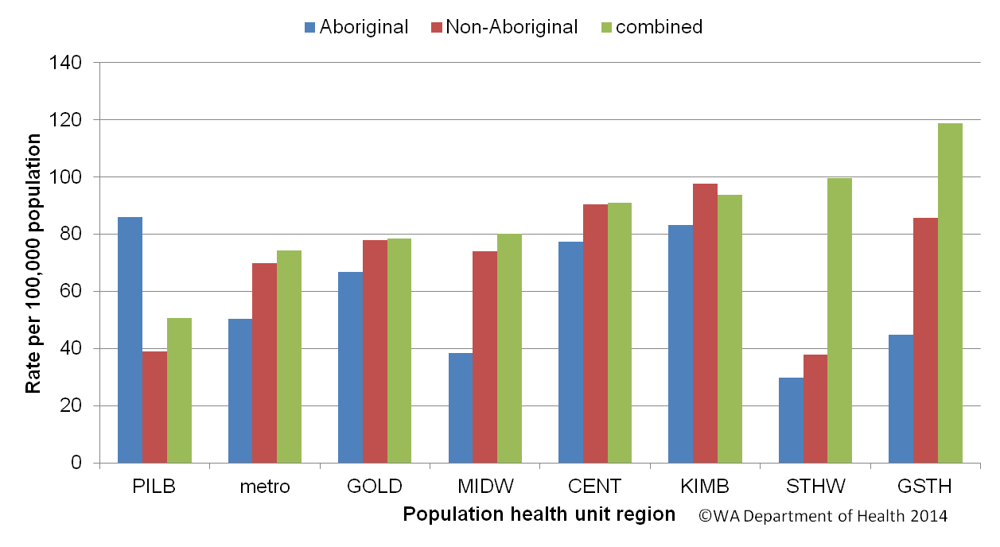 Aboriginal Non-Aboriginal combined
140
120
100
80
60
40
20
0
Rate per 100,000 population
PILB metro GOLD MIDW CENT KIMB STHW GSTH
Population health unit region
©WA Department of Health 2014